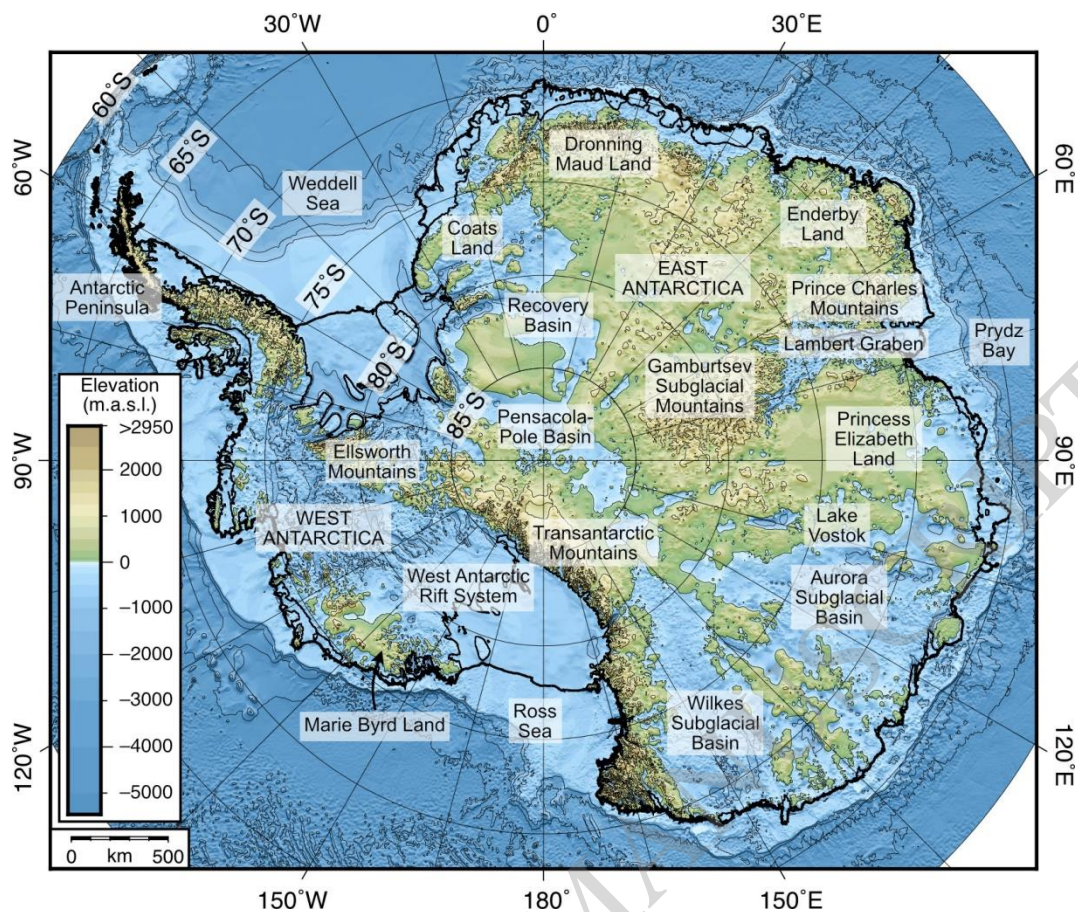 30˚W
0˚
30˚E
60˚S
65˚S
70˚S
75˚S
80˚S
85˚S
60˚W
60˚E
Weddell
Sea
Dronning
Maud Land
Coats
Land
Enderby
Land
Antarctic
Peninsula
EAST
ANTARCTICA
Recovery
Basin
Prince Charles
Mountains
Lambert Graben
Prydz
Bay
Gamburtsev
Subglacial
Mountains
Pensacola-
Pole Basin
Princess
Elizabeth
Land
Ellsworth
Mountains
90˚W
90˚E
WEST
ANTARCTICA
Transantarctic
Mountains
Lake
Vostok
West Antarctic
Rift System
Aurora
Subglacial
Basin
Marie Byrd Land
Ross
Sea
Wilkes
Subglacial
Basin
Elevation
(m.a.s.l.)
>2950
2000
1000
0
−1000
−2000
−3000
−4000
−5000
0 km 500
120˚W
120˚E
150˚W
180˚
150˚E